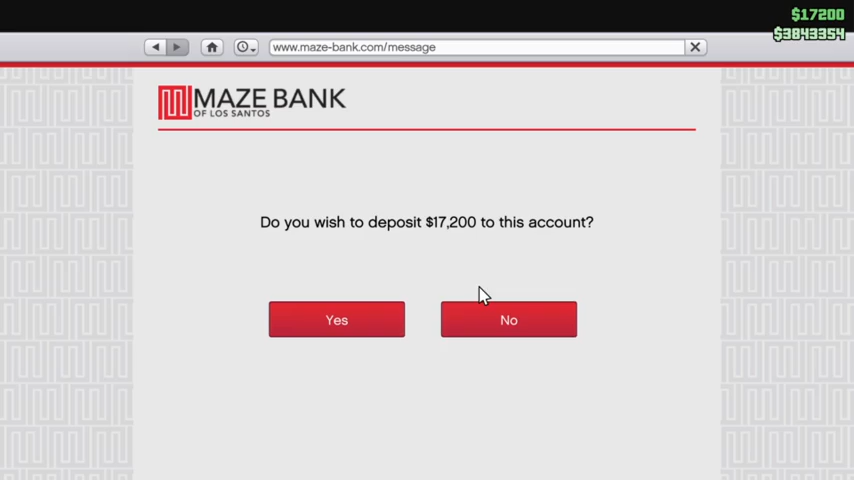 $17200
$3843354
www.maze-bank.com/message
MAZE BANK
OF LOS SANTOS
Do you wish to deposit $17,200 to this account?
Yes
No